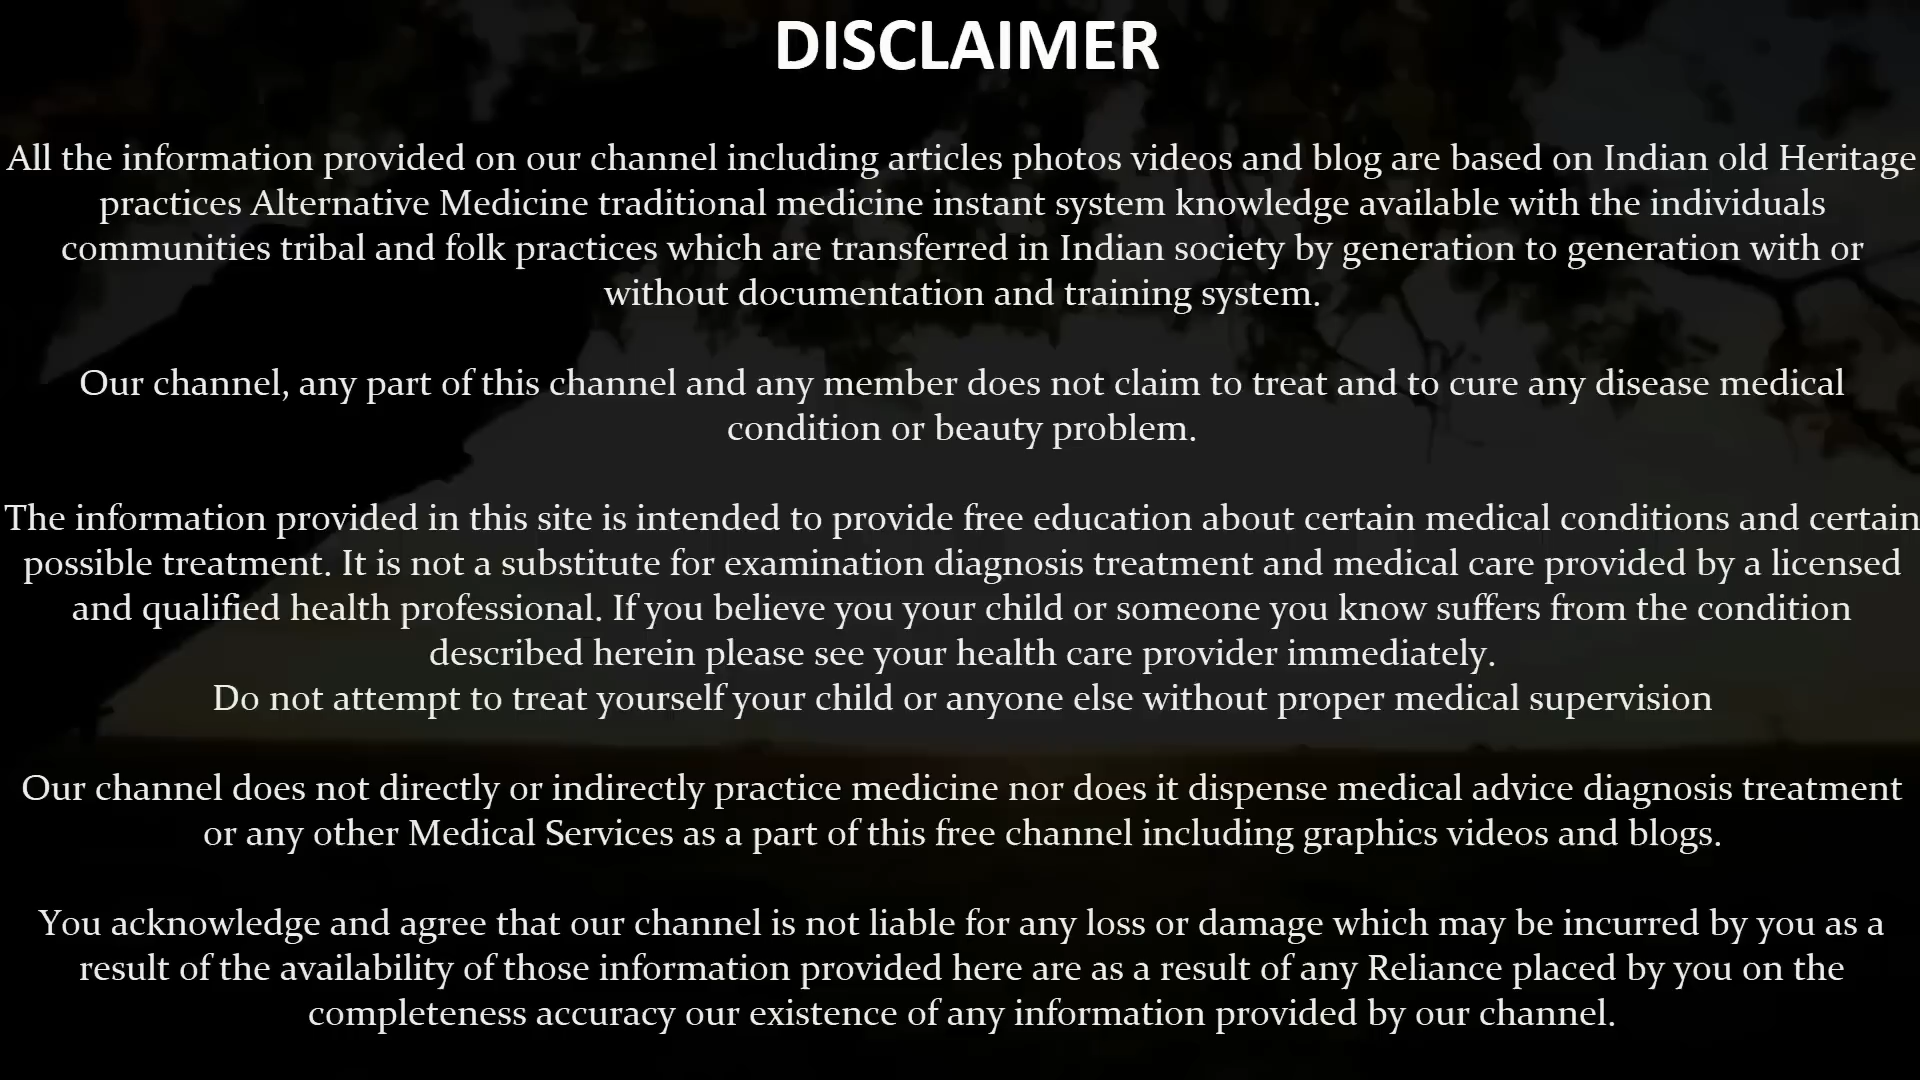 DISCLAIMER
All the information provided on our channel including articles photos videos and blog are based on Indian old Heritage
practices Alternative Medicine traditional medicine instant system knowledge available with the individuals
communities tribal and folk practices which are transferred in Indian society by generation to generation with or
without documentation and training system.
Our channel, any part of this channel and any member does not claim to treat and to cure any disease medical
condition or beauty problem.
The information provided in this site is intended to provide free education about certain medical conditions and certain
possible treatment. It is not a substitute for examination diagnosis treatment and medical care provided by a licensed
and qualified health professional. If you believe you your child or someone you know suffers from the condition
described herein please see your health care provider immediately.
Do not attempt to treat yourself your child or anyone else without proper medical supervision
Our channel does not directly or indirectly practice medicine nor does it dispense medical advice diagnosis treatment
or any other Medical Services as a part of this free channel including graphics videos and blogs.
You acknowledge and agree that our channel is not liable for any loss or damage which may be incurred by you as a
result of the availability of those information provided here are as a result of any Reliance placed by you on the
completeness accuracy our existence of any information provided by our channel.